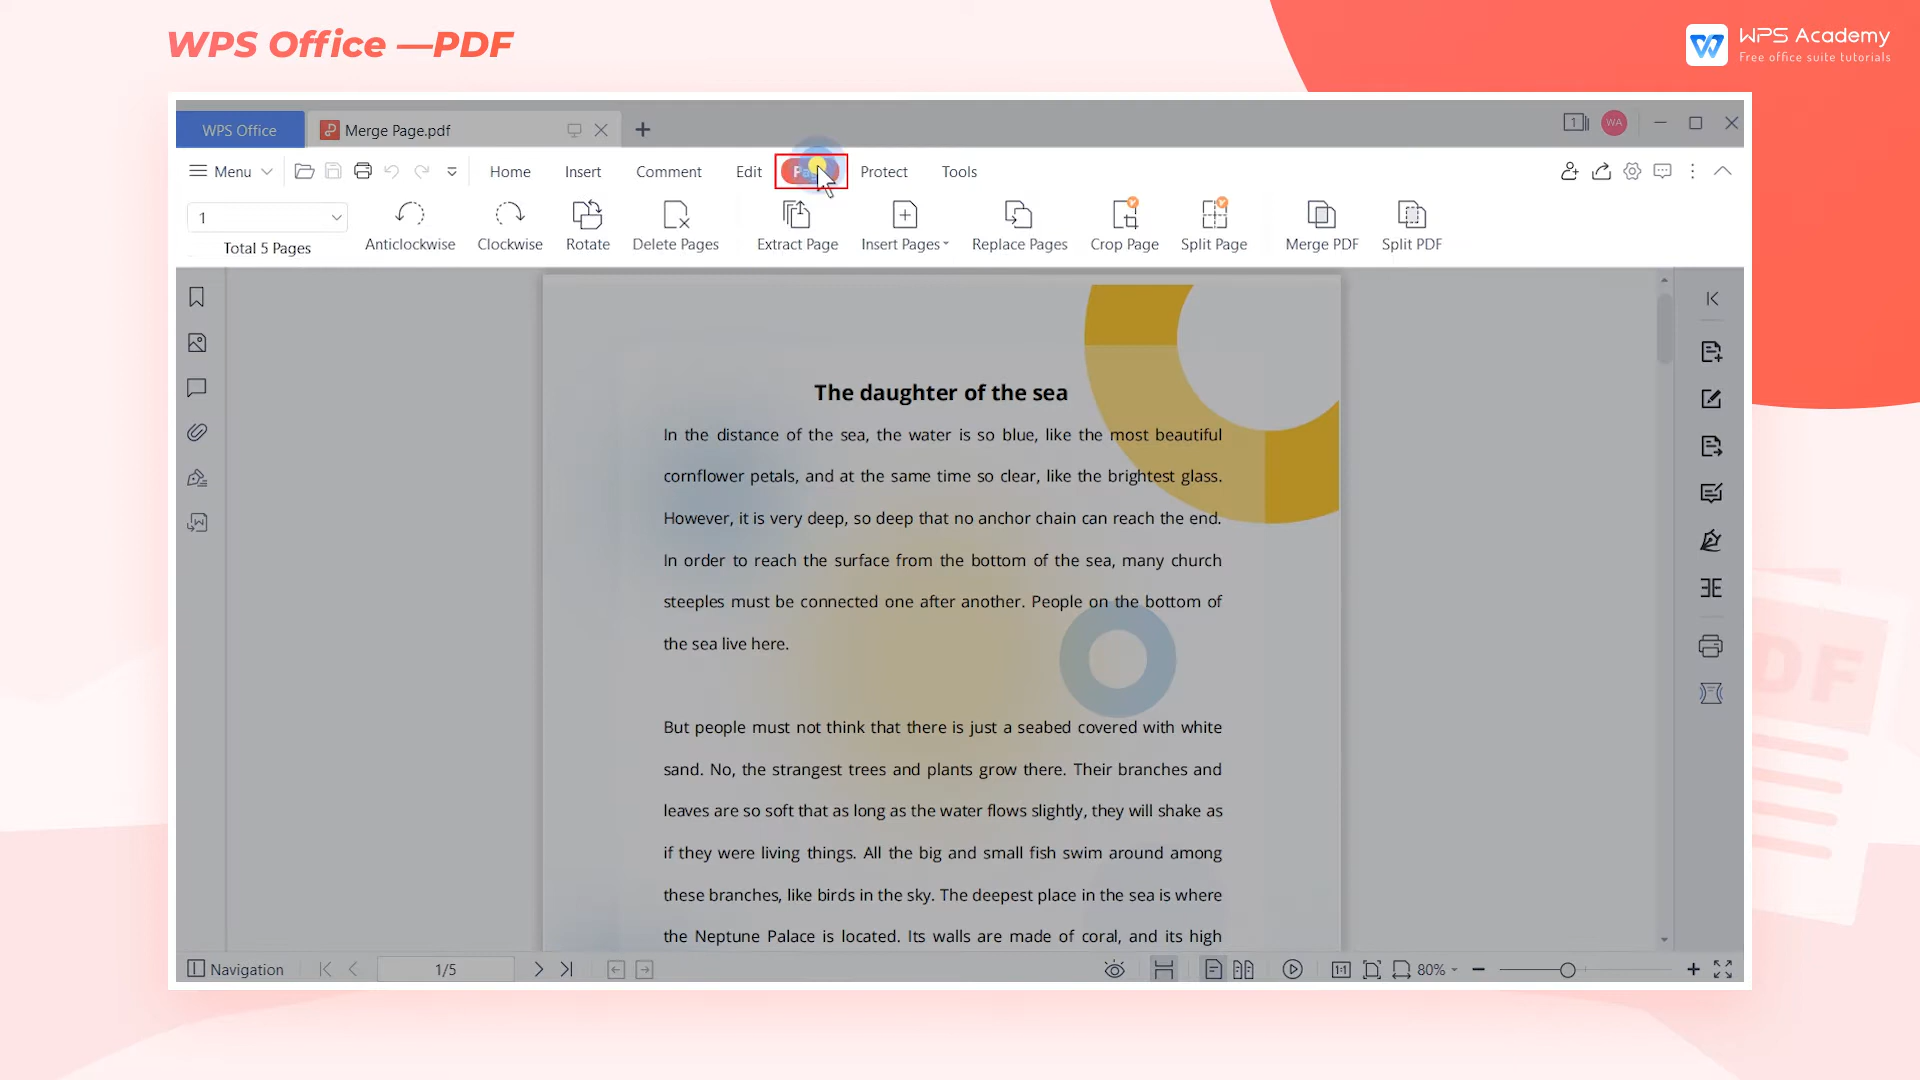 WPS Office —PDF
WPS Academy
Free office suite tutorials
WPS Office
Merge Page.pdf
1
WA
Menu
Home
Insert
Comment
Edit
Protect
Tools
1
Total 5 Pages
Anticlockwise
Clockwise
Rotate
Delete Pages
Extract Page
Insert Pages
Replace Pages
Crop Page
Split Page
Merge PDF
Split PDF
The daughter of the sea
In the distance of the sea, the water is so blue, like the most beautiful
cornflower petals, and at the same time so clear, like the brightest glass.
However, it is very deep, so deep that no anchor chain can reach the end.
In order to reach the surface from the bottom of the sea, many church
steeples must be connected one after another. People on the bottom of
the sea live here.
But people must not think that there is just a seabed covered with white
sand. No, the strangest trees and plants grow there. Their branches and
leaves are so soft that as long as the water flows slightly, they will shake as
if they were living things. All the big and small fish swim around among
these branches, like birds in the sky. The deepest place in the sea is where
the Neptune Palace is located. Its walls are made of coral, and its high
PDF
Navigation
1/5
1:1
80%